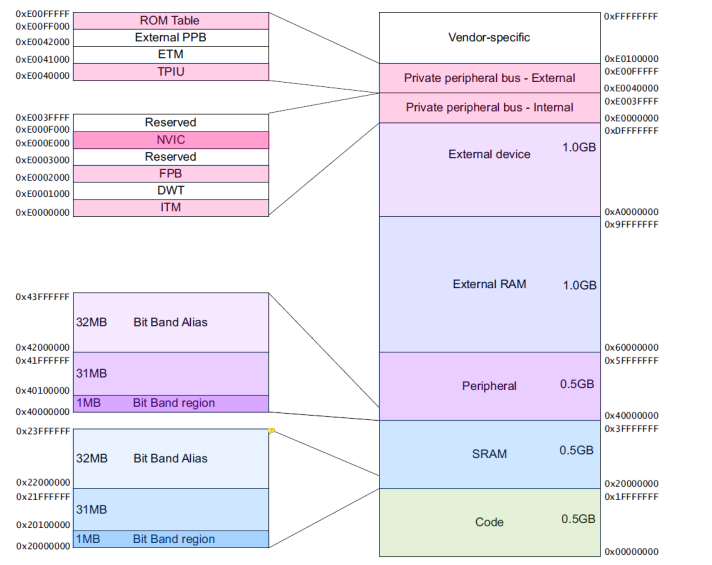 0xE00FFFFF
0xE00FF000
0xE0042000
0xE0041000
0xE0040000
ROM Table
External PPB
ETM
TPIU
0xE003FFFF
0xE000F000
0xE000E000
0xE0003000
0xE0002000
0xE0001000
0xE0000000
Reserved
NVIC
Reserved
FPB
DWT
ITM
0x43FFFFFF
0x42000000
0x41FFFFFF
0x40100000
0x40000000
32MB Bit Band Alias
31MB
1MB Bit Band region
0x23FFFFFF
0x22000000
0x21FFFFFF
0x20100000
0x20000000
32MB Bit Band Alias
31MB
1MB Bit Band region
Vendor-specific
Private peripheral bus - External
Private peripheral bus - Internal
External device 1.0GB
External RAM 1.0GB
Peripheral 0.5GB
SRAM 0.5GB
Code 0.5GB
0xFFFFFFFF
0xE0100000
0xE00FFFFF
0xE0040000
0xE003FFFF
0xE0000000
0xDFFFFFFF
0xA0000000
0x9FFFFFFF
0x60000000
0x5FFFFFFF
0x40000000
0x3FFFFFFF
0x20000000
0x1FFFFFFF
0x00000000